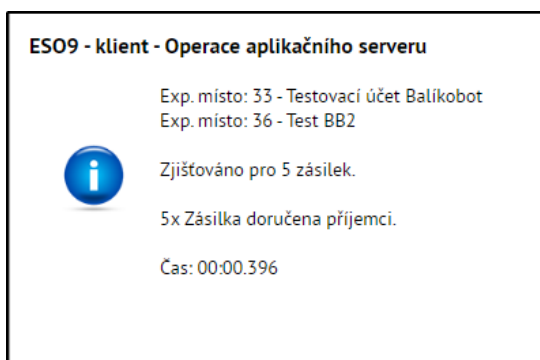 ESO9 - klient - Operace aplikačního serveru
Exp. místo: 33 - Testovací účet Balíkobot
Exp. místo: 36 - Test BB2
Zjišťováno pro 5 zásilek.
5x Zásilka doručena příjemci.
Čas: 00:00.396